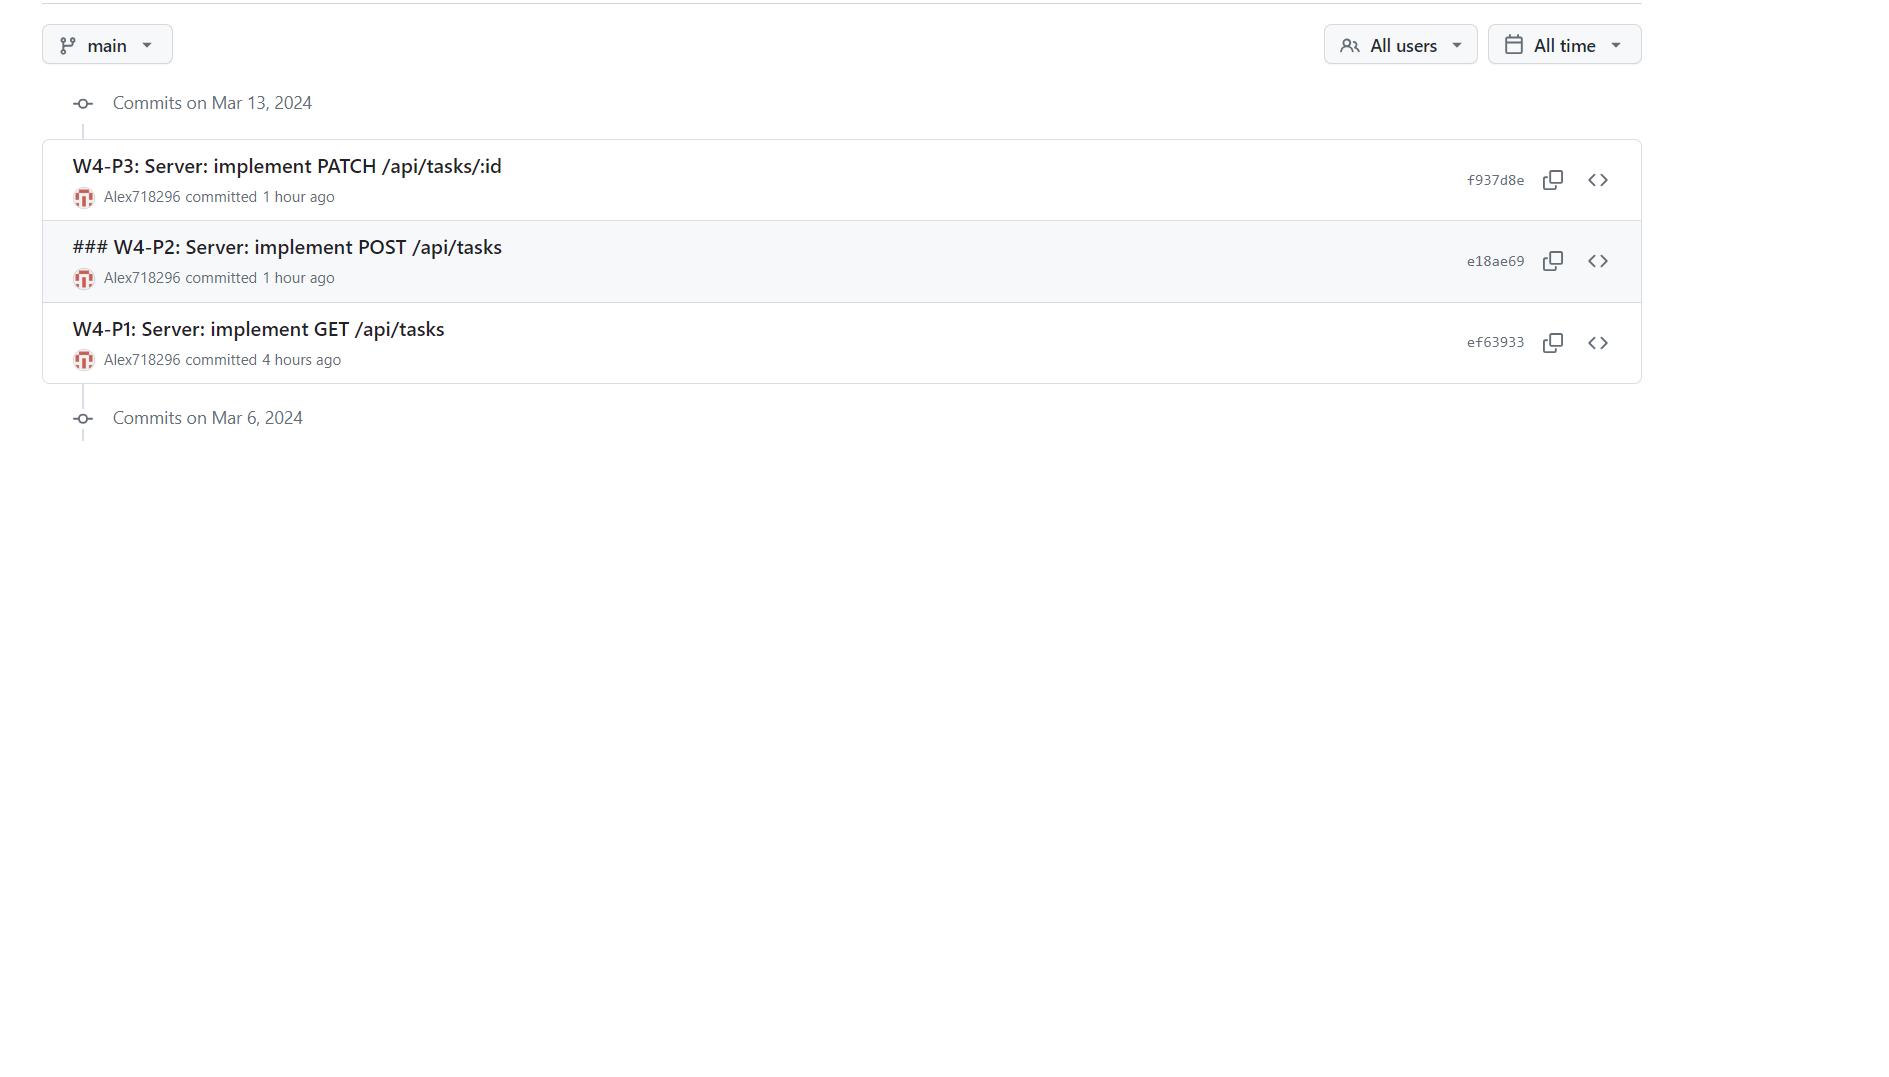 main
All users
All time
Commits on Mar 13, 2024
W4-P3: Server: implement PATCH /api/tasks/:id
Alex718296 committed 1 hour ago
f937d8e
### W4-P2: Server: implement POST /api/tasks
Alex718296 committed 1 hour ago
e18ae69
W4-P1: Server: implement GET /api/tasks
Alex718296 committed 4 hours ago
ef63933
Commits on Mar 6, 2024